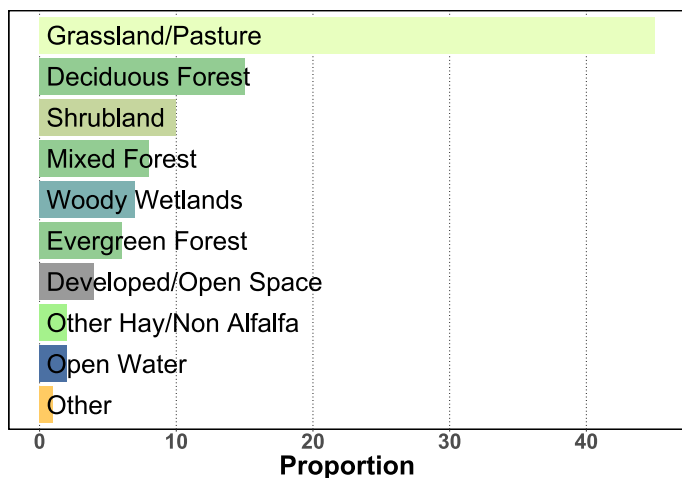 Grassland/Pasture
Deciduous Forest
Shrubland
Mixed Forest
Woody Wetlands
Evergreen Forest
Developed/Open Space
Other Hay/Non Alfalfa
Open Water
Other
0 10 20 30 40
Proportion